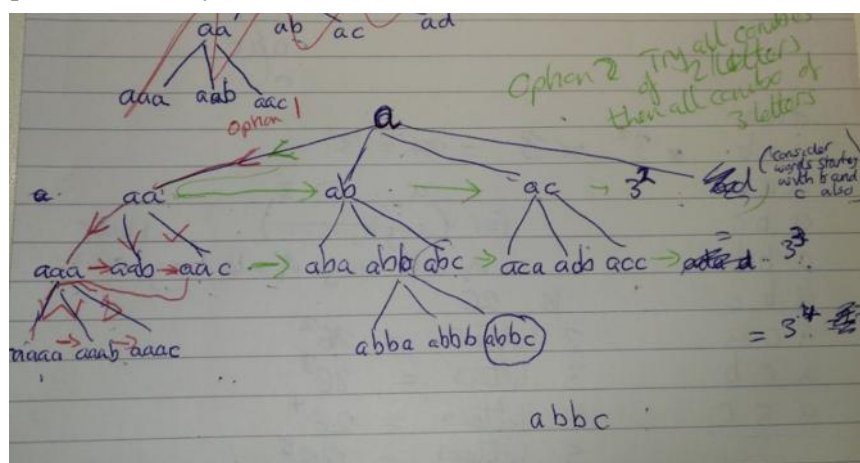 aa ab ac ad
aaa aab aac
Option 1
Option 2 Try all combos
of 2 letters
then all combo of
3 letters
a
a aa ab ac 3²
(consider
words starting
with b and
c also)
aaa aab aac aba abb abc aca acb acc = 3³
aaaa aaab aaac abba abbb abbc = 3⁴
abbc